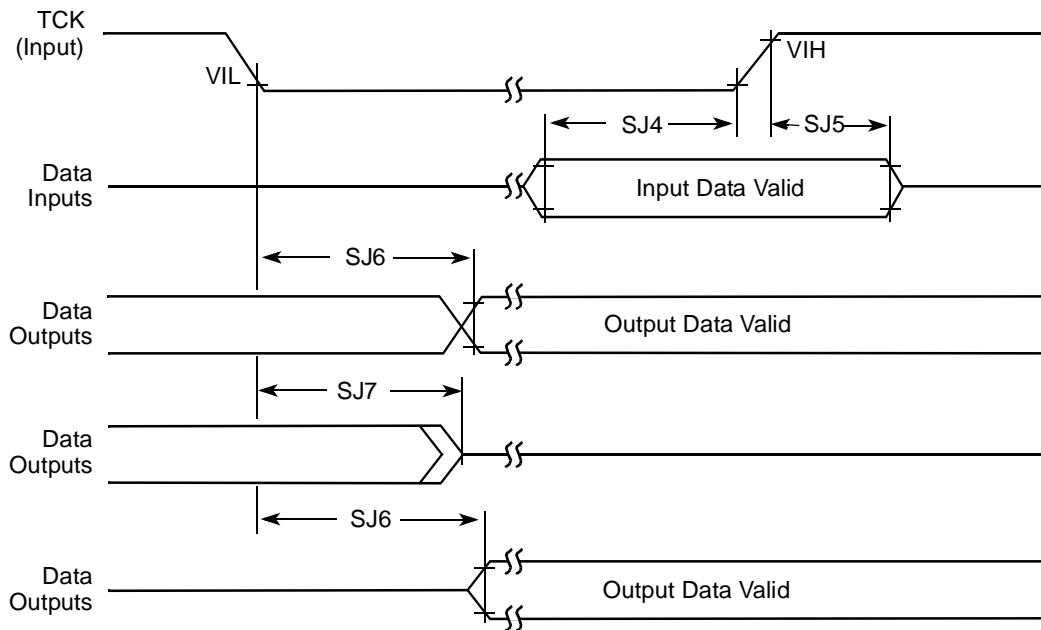 TCK
(Input)
VIL
VIH
SJ4
SJ5
Data
Inputs
Input Data Valid
SJ6
Data
Outputs
Output Data Valid
SJ7
Data
Outputs
SJ6
Data
Outputs
Output Data Valid